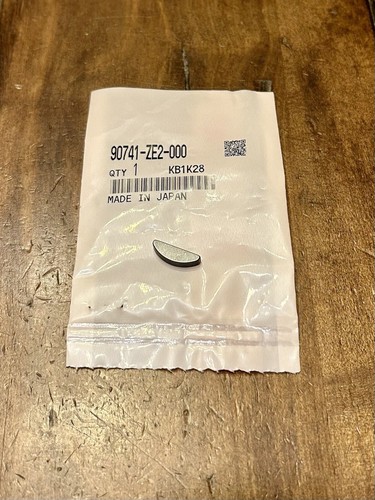 90741-ZE2-000
QTY 1 KB1K28
MADE IN JAPAN